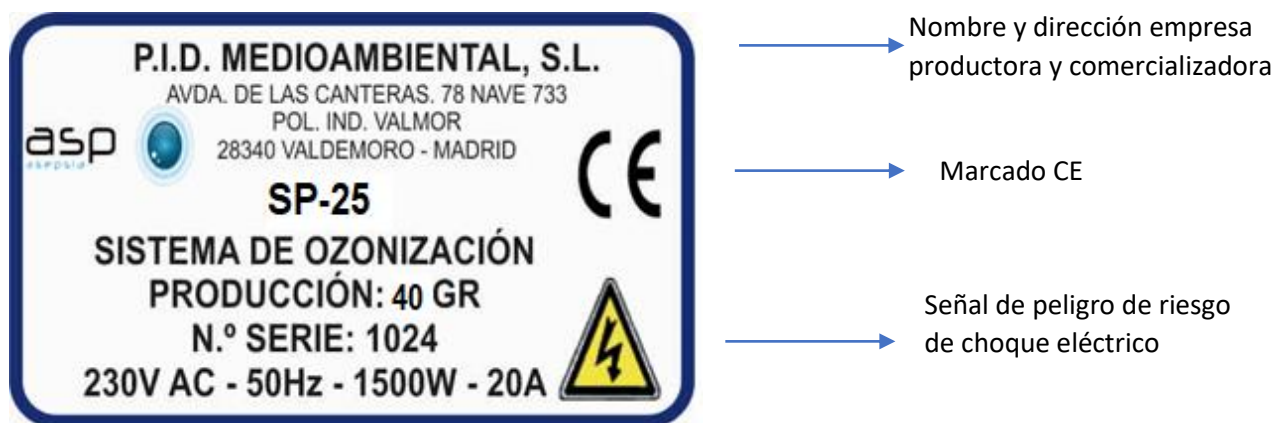 P.I.D. MEDIOAMBIENTAL, S.L.
AVDA. DE LAS CANTERAS. 78 NAVE 733
POL. IND. VALMOR
28340 VALDEMORO - MADRID
asp
asepsia
CE
SP-25
SISTEMA DE OZONIZACIÓN
PRODUCCIÓN: 40 GR
N.º SERIE: 1024
230V AC - 50Hz - 1500W - 20A
Nombre y dirección empresa
productora y comercializadora
Marcado CE
Señal de peligro de riesgo
de choque eléctrico